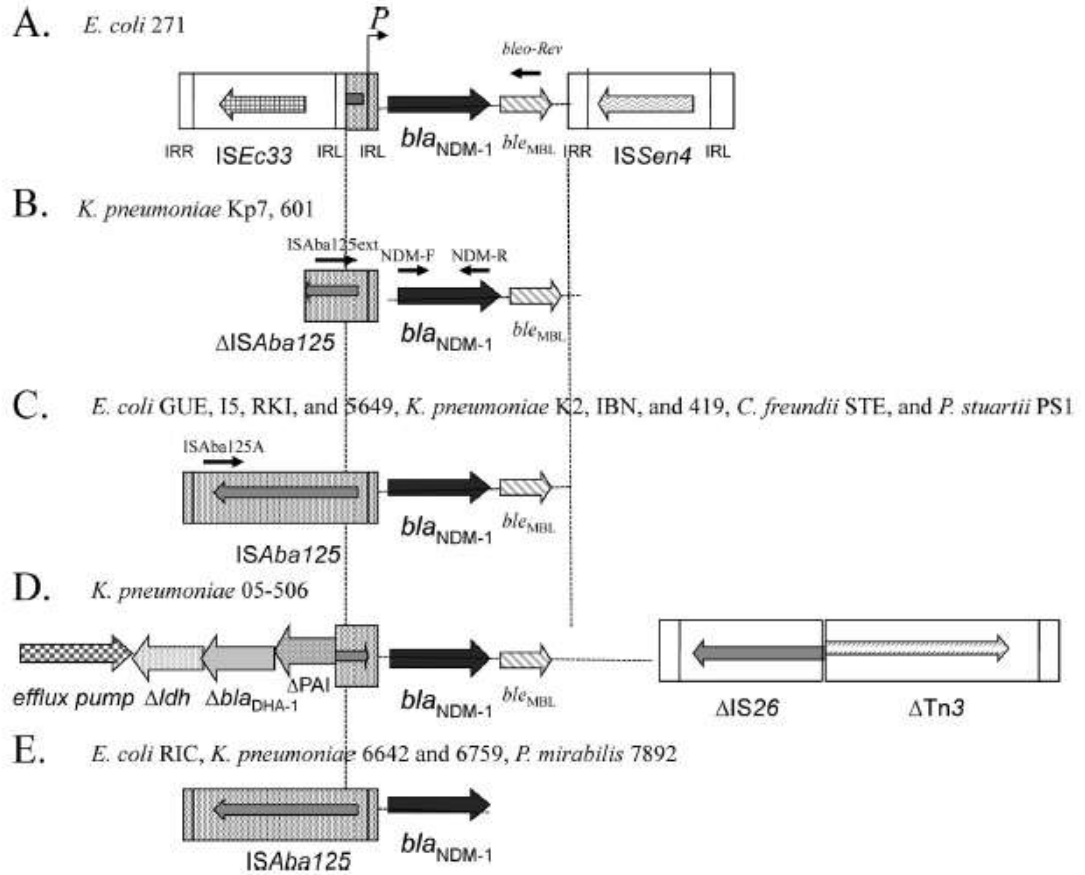 A. E. coli 271
P
bleo-Rev
blaNDM-1 bleMBL
IRR ISEc33 IRL IRL IRR ISSen4 IRL
B. K. pneumoniae Kp7, 601
ISAba125ext NDM-F NDM-R
ΔISAba125 blaNDM-1 bleMBL
C. E. coli GUE, I5, RKI, and 5649, K. pneumoniae K2, IBN, and 419, C. freundii STE, and P. stuartii PS1
ISAba125A
ISAba125 blaNDM-1 bleMBL
D. K. pneumoniae 05-506
efflux pump Δldh ΔblaDHA-1 ΔPAI blaNDM-1 bleMBL ΔIS26 ΔTn3
E. E. coli RIC, K. pneumoniae 6642 and 6759, P. mirabilis 7892
ISAba125 blaNDM-1